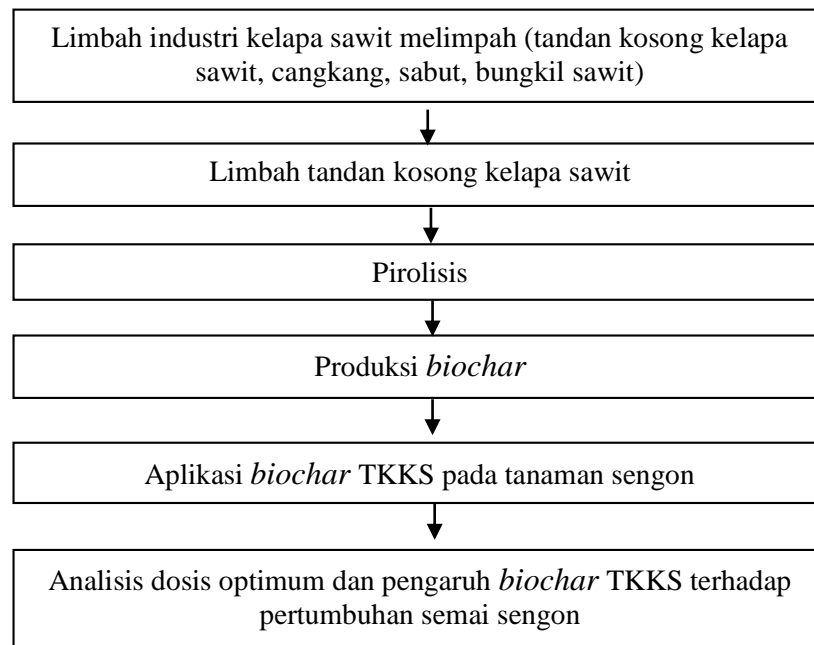 Limbah industri kelapa sawit melimpah (tandan kosong kelapa
sawit, cangkang, sabut, bungkil sawit)
Limbah tandan kosong kelapa sawit
Pirolisis
Produksi biochar
Aplikasi biochar TKKS pada tanaman sengon
Analisis dosis optimum dan pengaruh biochar TKKS terhadap
pertumbuhan semai sengon